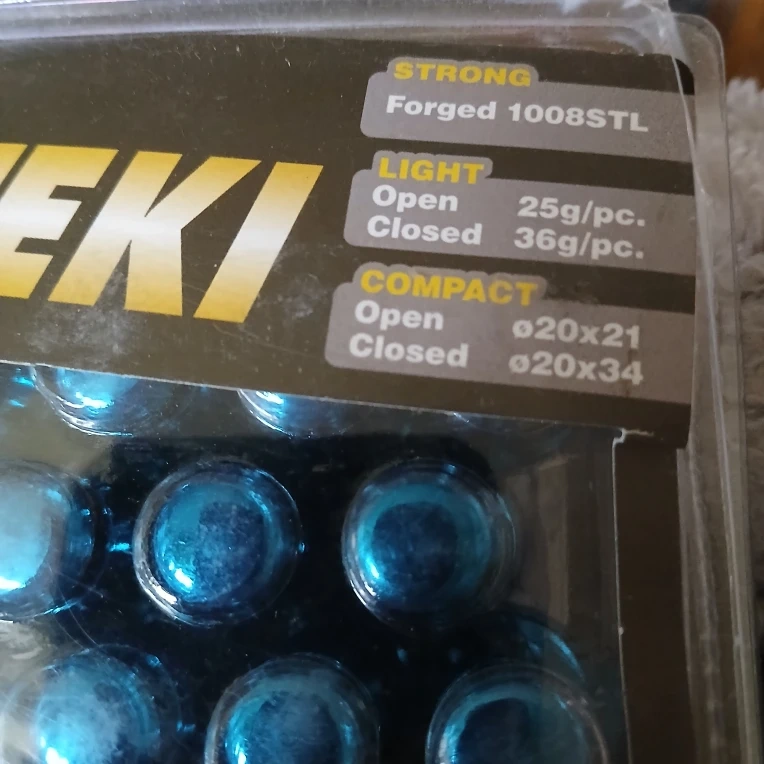 STRONG
Forged 1008STL
EKI
LIGHT
Open 25g/pc.
Closed 36g/pc.
COMPACT
Open ø20x21
Closed ø20x34